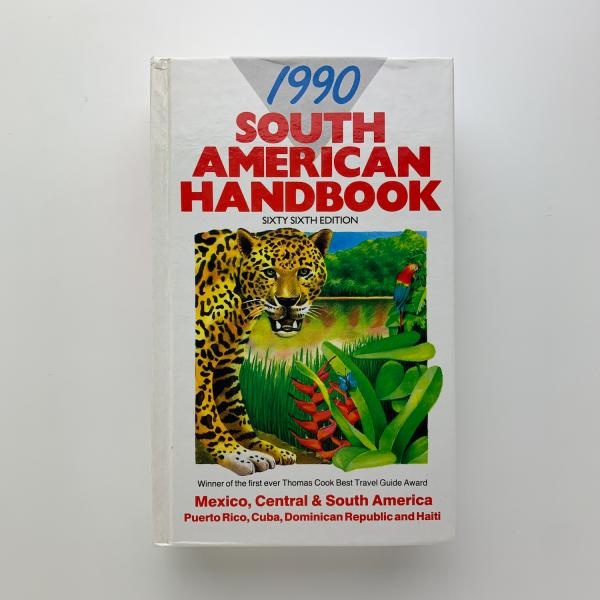 1990
SOUTH
AMERICAN
HANDBOOK
SIXTY SIXTH EDITION
Winner of the first ever Thomas Cook Best Travel Guide Award
Mexico, Central & South America
Puerto Rico, Cuba, Dominican Republic and Haiti